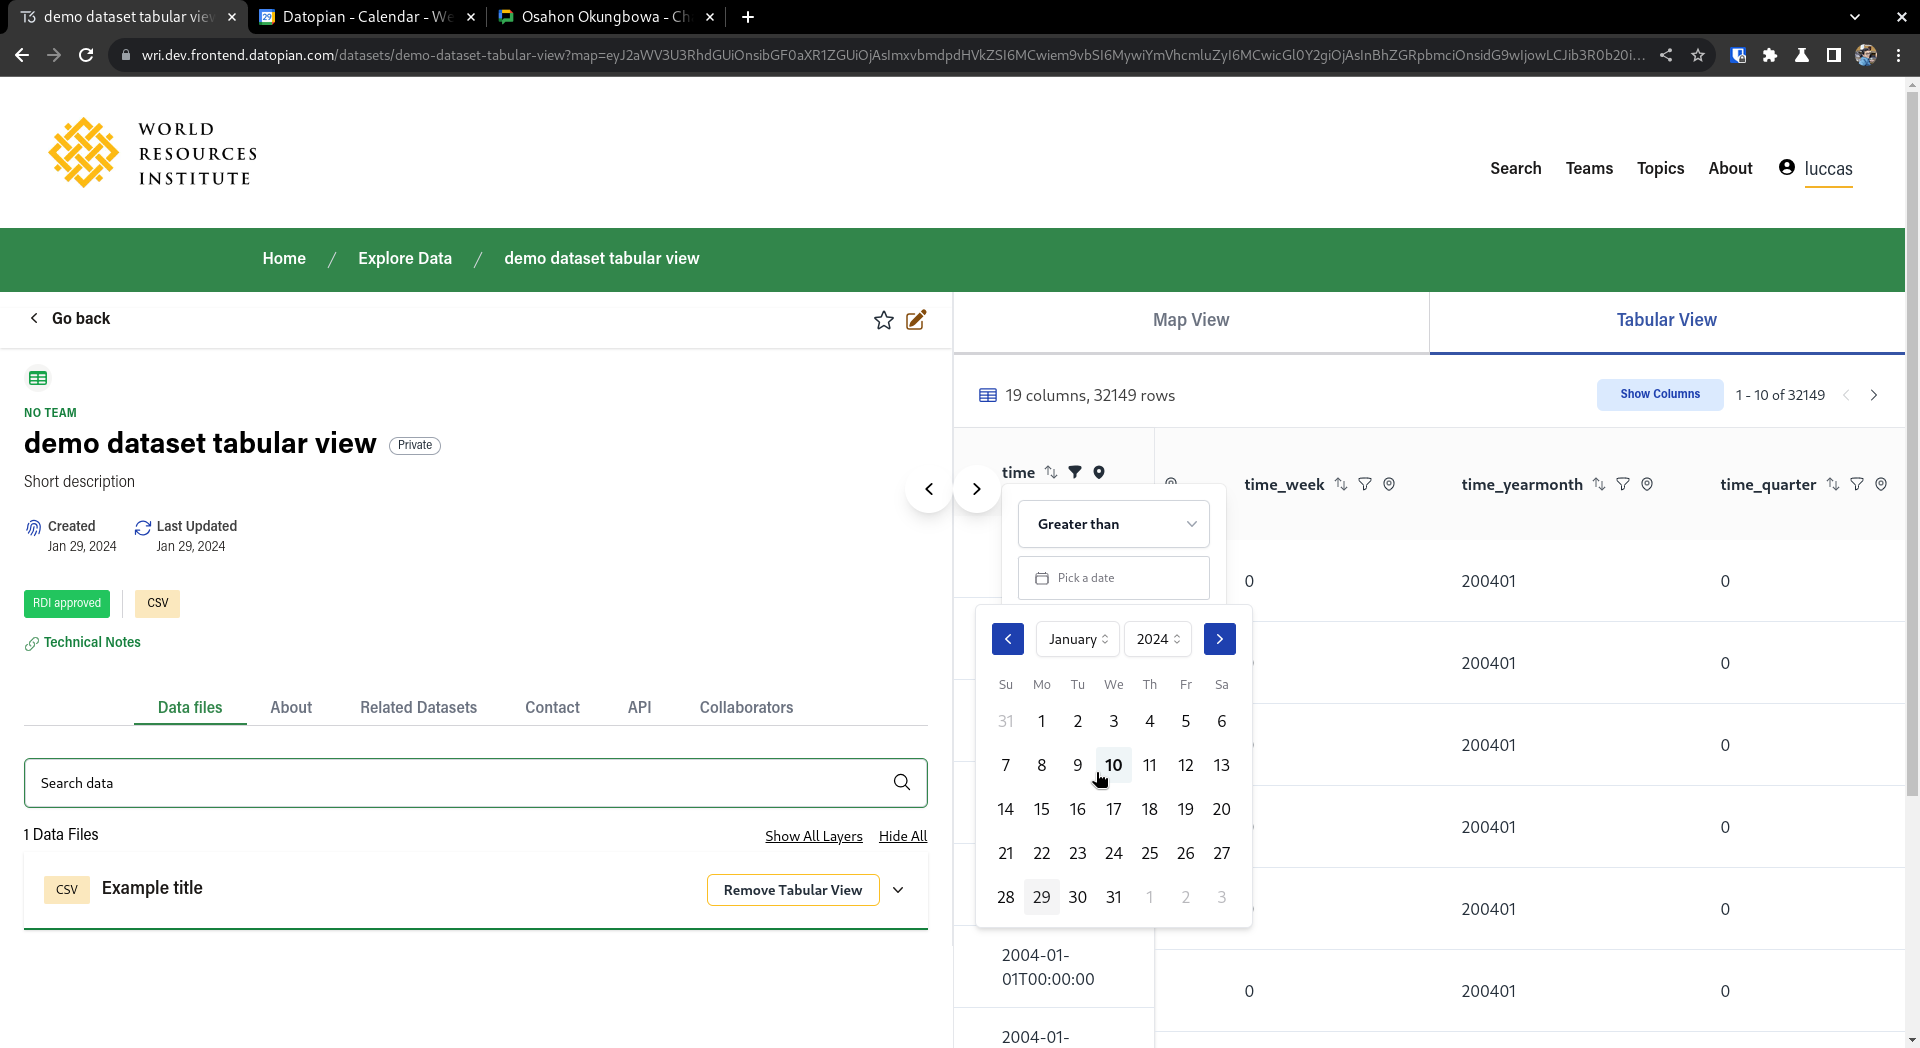 demo dataset tabular vie
Datopian - Calendar - We
Osahon Okungbowa - Ch
wri.dev.frontend.datopian.com/datasets/demo-dataset-tabular-view?map=eyJ2aWV3U3RhdGUiOnsibGF0aXR1ZGUiOjAsImxvbmdpdHVkZSI6MCwiem9vbSI6MywiYmVhcmluZyI6MCwicGl0Y2giOjAsInBhZGRpbmciOnsidG9wIjowLCJib3R0b20i...
WORLD
RESOURCES
INSTITUTE
Search Teams Topics About luccas
Home / Explore Data / demo dataset tabular view
Go back
NO TEAM
demo dataset tabular view Private
Short description
Created
Jan 29, 2024
Last Updated
Jan 29, 2024
RDI approved CSV
Technical Notes
Data files About Related Datasets Contact API Collaborators
Search data
1 Data Files Show All Layers Hide All
CSV Example title Remove Tabular View
Map View Tabular View
19 columns, 32149 rows Show Columns 1 - 10 of 32149
time time_week time_yearmonth time_quarter
Greater than
Pick a date
January 2024
Su Mo Tu We Th Fr Sa
31 1 2 3 4 5 6
7 8 9 10 11 12 13
14 15 16 17 18 19 20
21 22 23 24 25 26 27
28 29 30 31 1 2 3
0 200401 0
200401 0
200401 0
200401 0
200401 0
2004-01-
01T00:00:00
0 200401 0
2004-01-